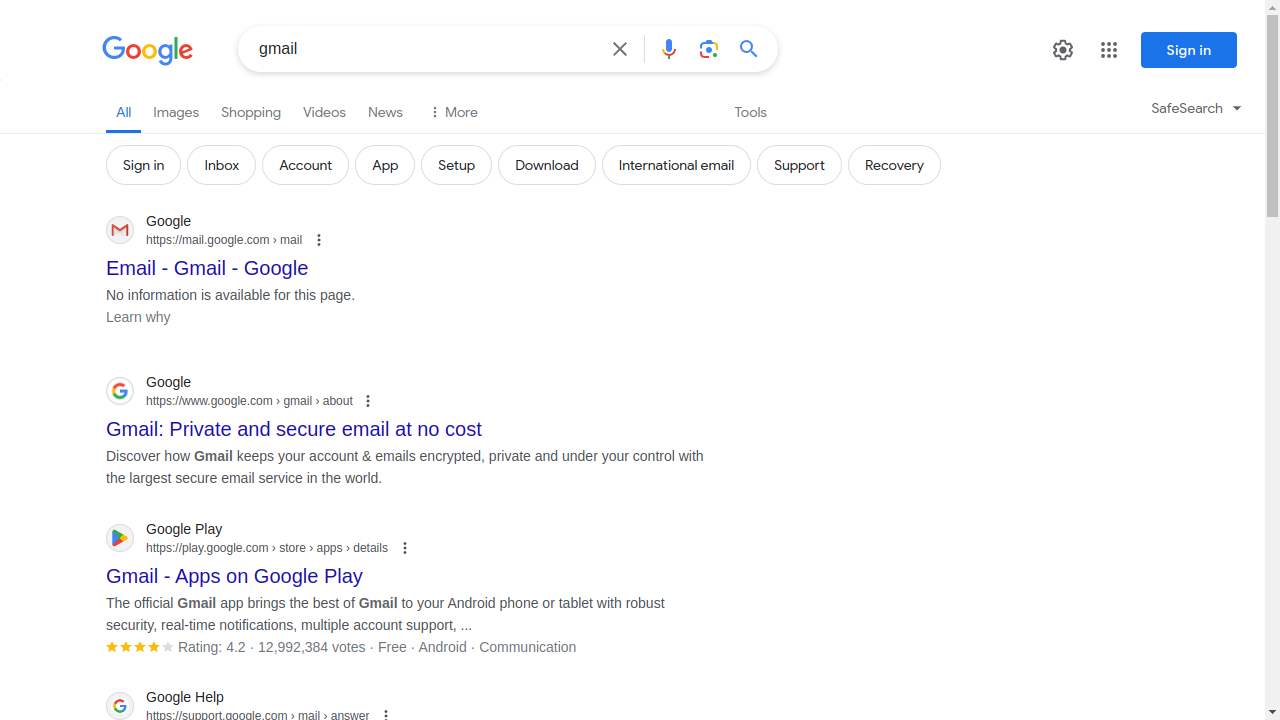 Google
gmail
Sign in
All
Images
Shopping
Videos
News
More
Tools
SafeSearch
Sign in
Inbox
Account
App
Setup
Download
International email
Support
Recovery
Google
https://mail.google.com › mail
Email - Gmail - Google
No information is available for this page.
Learn why
Google
https://www.google.com › gmail › about
Gmail: Private and secure email at no cost
Discover how Gmail keeps your account & emails encrypted, private and under your control with
the largest secure email service in the world.
Google Play
https://play.google.com › store › apps › details
Gmail - Apps on Google Play
The official Gmail app brings the best of Gmail to your Android phone or tablet with robust
security, real-time notifications, multiple account support, ...
Rating: 4.2 · 12,992,384 votes · Free · Android · Communication
Google Help
https://support.google.com › mail › answer